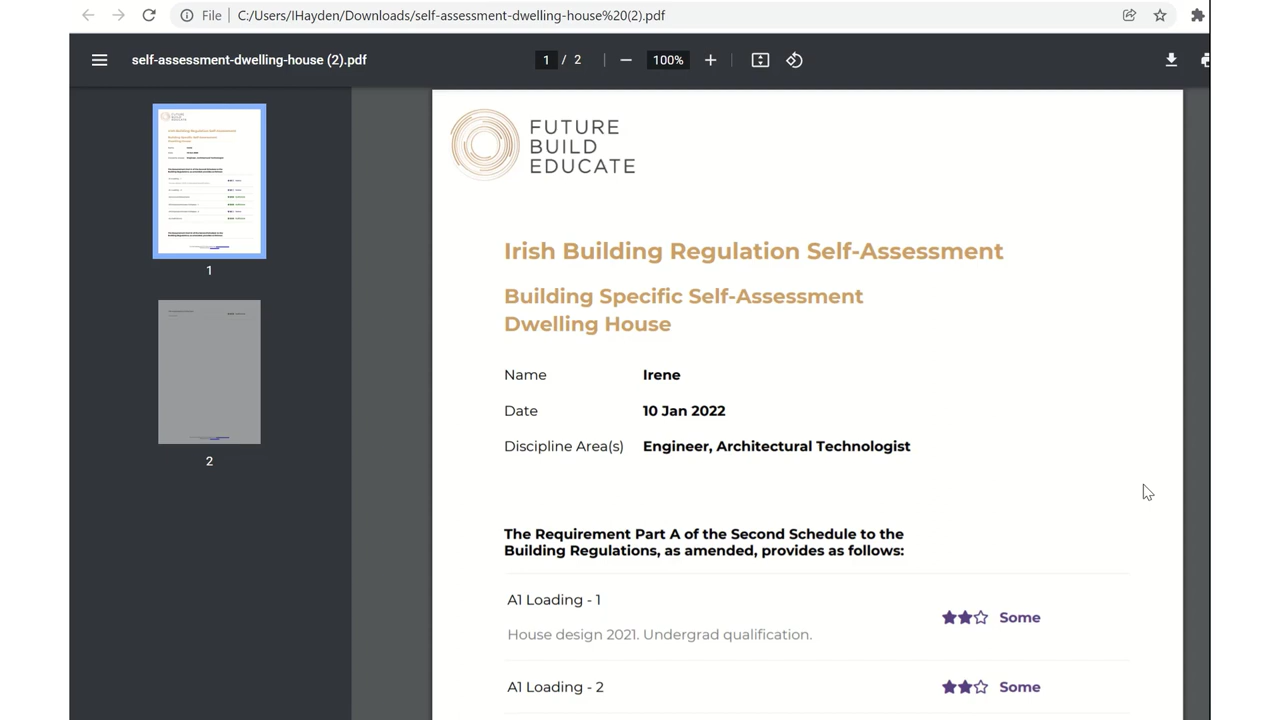 File C:/Users/IHayden/Downloads/self-assessment-dwelling-house%20(2).pdf
self-assessment-dwelling-house (2).pdf
1 / 2
100%
FUTURE
BUILD
EDUCATE
Irish Building Regulation Self-Assessment
Building Specific Self-Assessment
Dwelling House
Name Irene
Date 10 Jan 2022
Discipline Area(s) Engineer, Architectural Technologist
The Requirement Part A of the Second Schedule to the
Building Regulations, as amended, provides as follows:
A1 Loading - 1
Some
House design 2021. Undergrad qualification.
A1 Loading - 2 Some
1
2